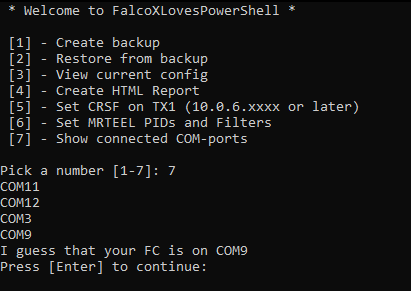 * Welcome to FalcoXLovesPowerShell *
[1] - Create backup
[2] - Restore from backup
[3] - View current config
[4] - Create HTML Report
[5] - Set CRSF on TX1 (10.0.6.xxxx or later)
[6] - Set MRTEEL PIDs and Filters
[7] - Show connected COM-ports
Pick a number [1-7]: 7
COM11
COM12
COM3
COM9
I guess that your FC is on COM9
Press [Enter] to continue: